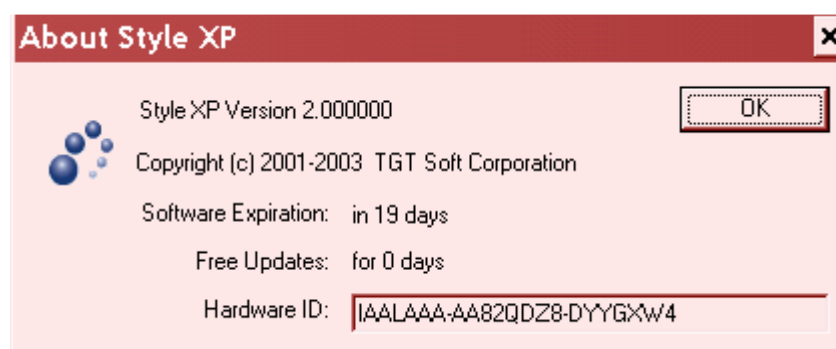 About Style XP
Style XP Version 2.000000
OK
Copyright (c) 2001-2003 TGT Soft Corporation
Software Expiration: in 19 days
Free Updates: for 0 days
Hardware ID: IAALAAA-AA82QDZ8-DYYGXW4